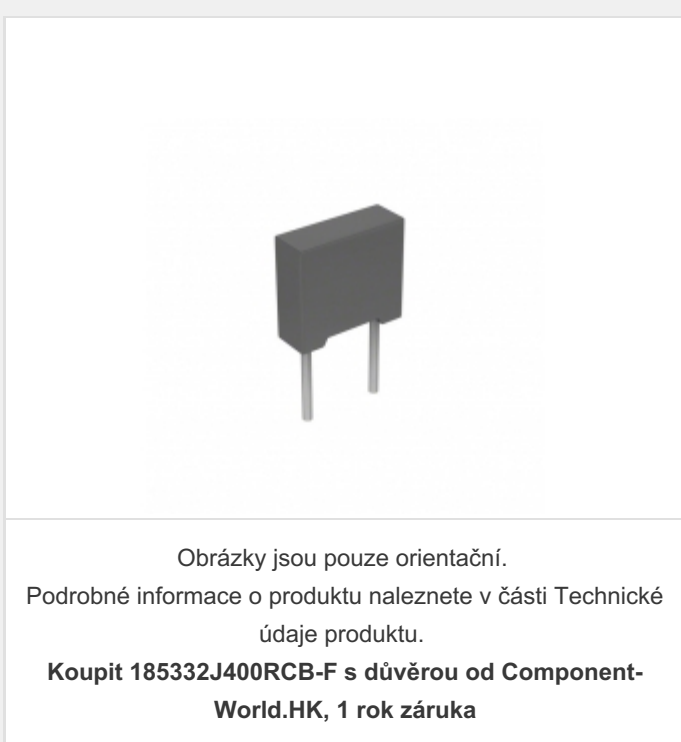 Obrázky jsou pouze orientační.
Podrobné informace o produktu naleznete v části Technické
údaje produktu.
Koupit 185332J400RCB-F s důvěrou od Component-
World.HK, 1 rok záruka